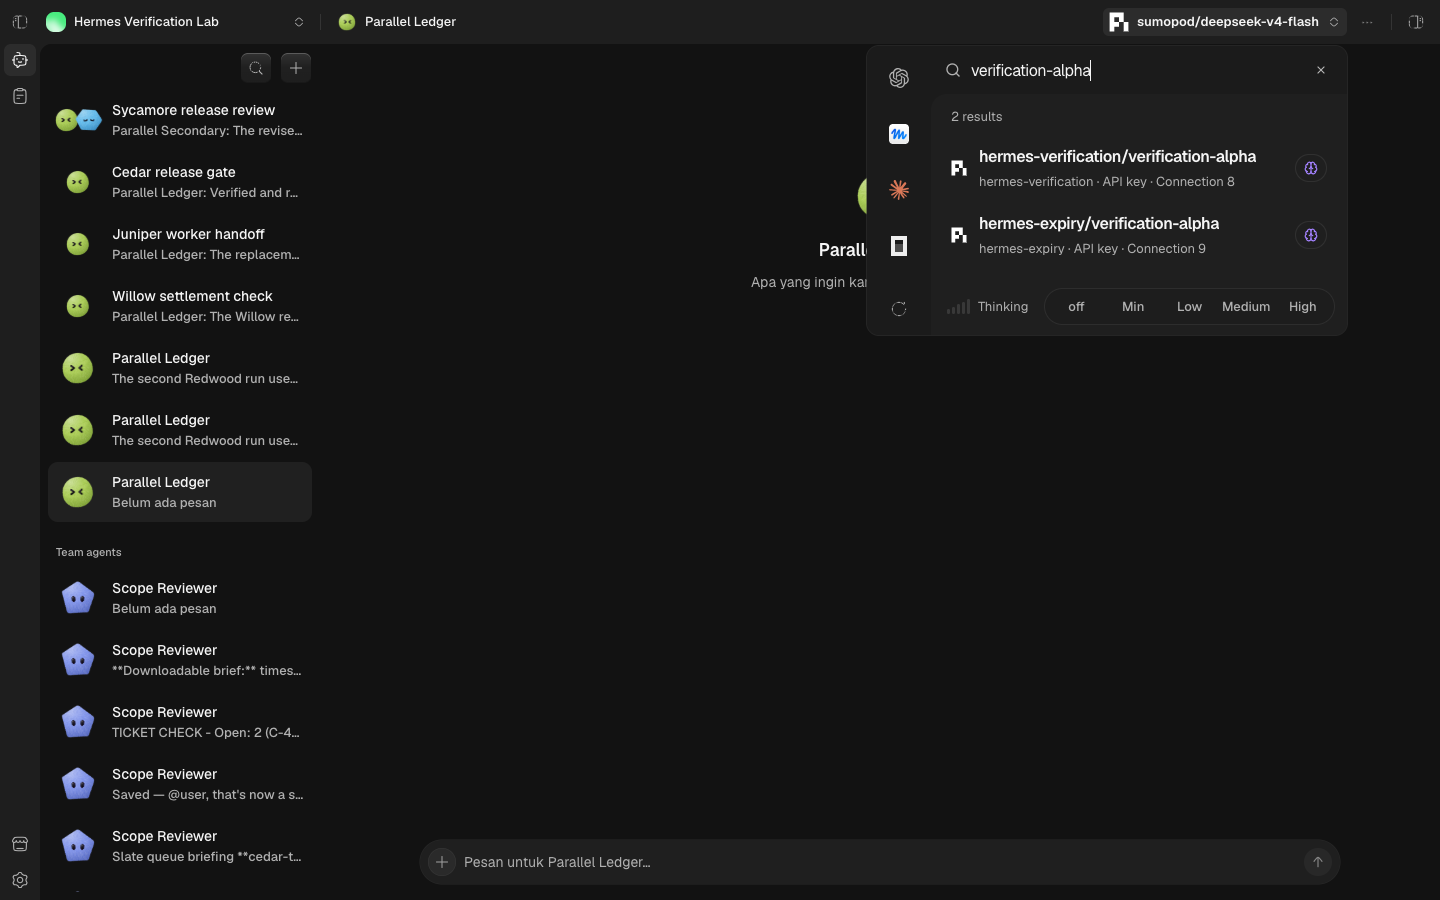 Hermes Verification Lab
Parallel Ledger
sumopod/deepseek-v4-flash
Sycamore release review
Parallel Secondary: The revise...
Cedar release gate
Parallel Ledger: Verified and r...
Juniper worker handoff
Parallel Ledger: The replacem...
Willow settlement check
Parallel Ledger: The Willow re...
Parallel Ledger
The second Redwood run use...
Parallel Ledger
The second Redwood run use...
Parallel Ledger
Belum ada pesan
Team agents
Scope Reviewer
Belum ada pesan
Scope Reviewer
**Downloadable brief:** times...
Scope Reviewer
TICKET CHECK - Open: 2 (C-4...
Scope Reviewer
Saved — @user, that's now a s...
Scope Reviewer
Slate queue briefing **cedar-t...
Parall
Apa yang ingin kar
verification-alpha
2 results
hermes-verification/verification-alpha
hermes-verification · API key · Connection 8
hermes-expiry/verification-alpha
hermes-expiry · API key · Connection 9
Thinking
off
Min
Low
Medium
High
Pesan untuk Parallel Ledger...